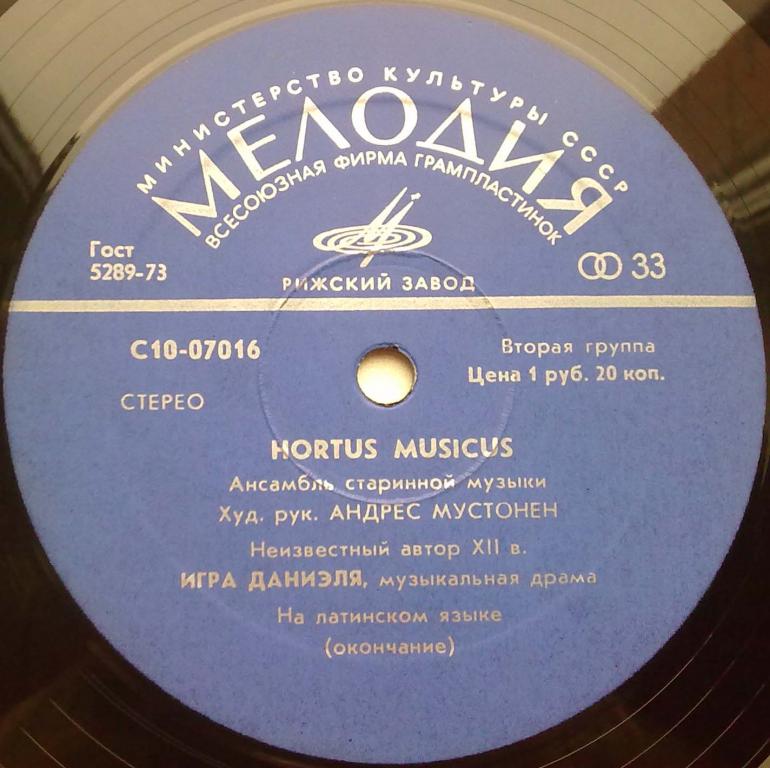 МИНИСТЕРСТВО КУЛЬТУРЫ СССР
МЕЛОДИЯ
ВСЕСОЮЗНАЯ ФИРМА ГРАМПЛАСТИНОК
Гост
5289-73
33
РИЖСКИЙ ЗАВОД
С10-07016
Вторая группа
Цена 1 руб. 20 коп.
СТЕРЕО
HORTUS MUSICUS
Ансамбль старинной музыки
Худ. рук. АНДРЕС МУСТОНЕН
Неизвестный автор XII в.
ИГРА ДАНИЭЛЯ, музыкальная драма
На латинском языке
(окончание)